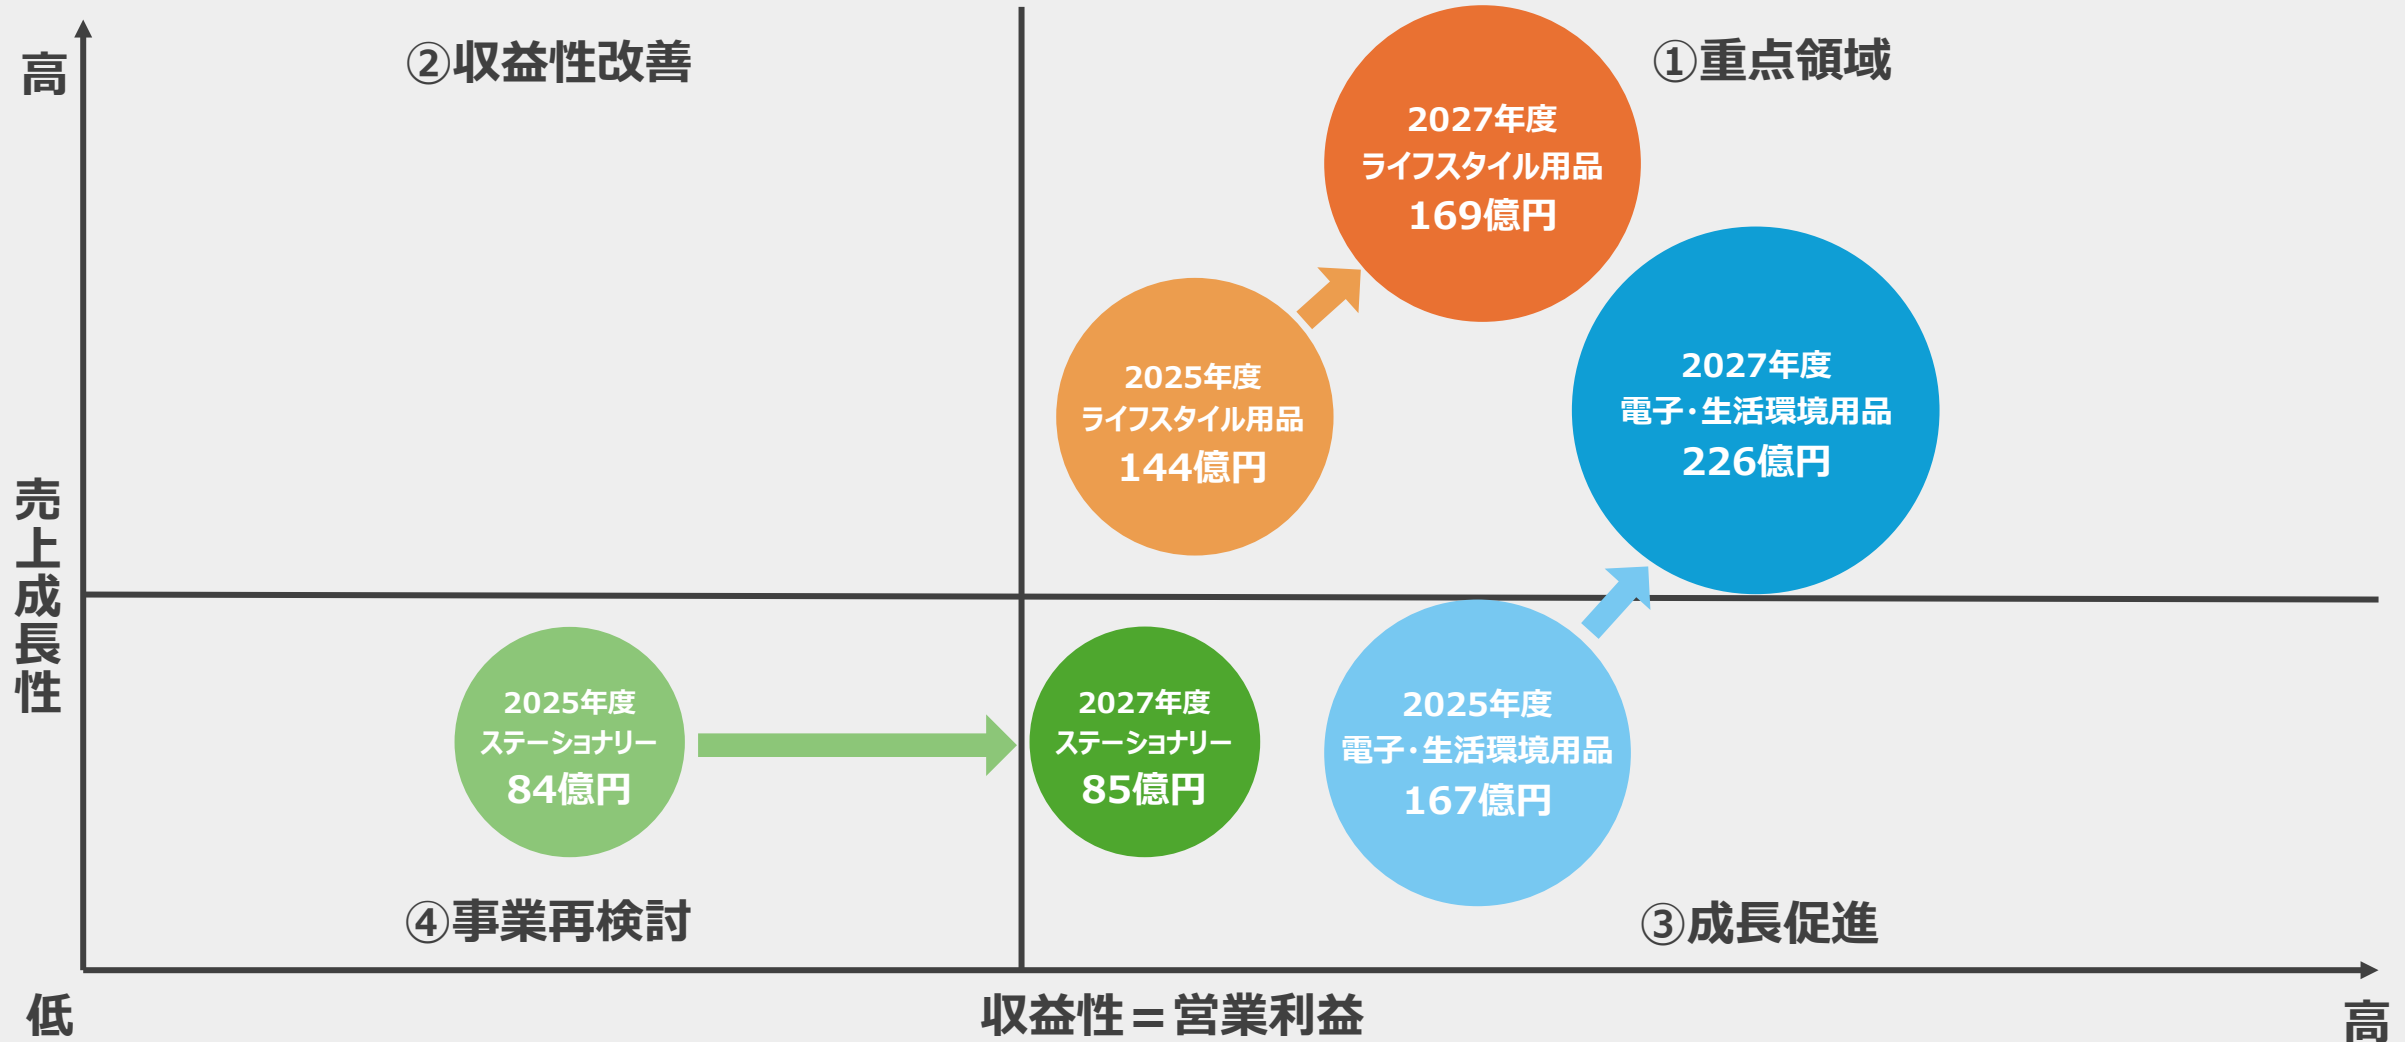 高
②収益性改善
①重点領域
2027年度
ライフスタイル用品
169億円
2025年度
ライフスタイル用品
144億円
2027年度
電子・生活環境用品
226億円
売上成長性
2025年度
ステーショナリー
84億円
2027年度
ステーショナリー
85億円
2025年度
電子・生活環境用品
167億円
④事業再検討
③成長促進
低
収益性＝営業利益
高